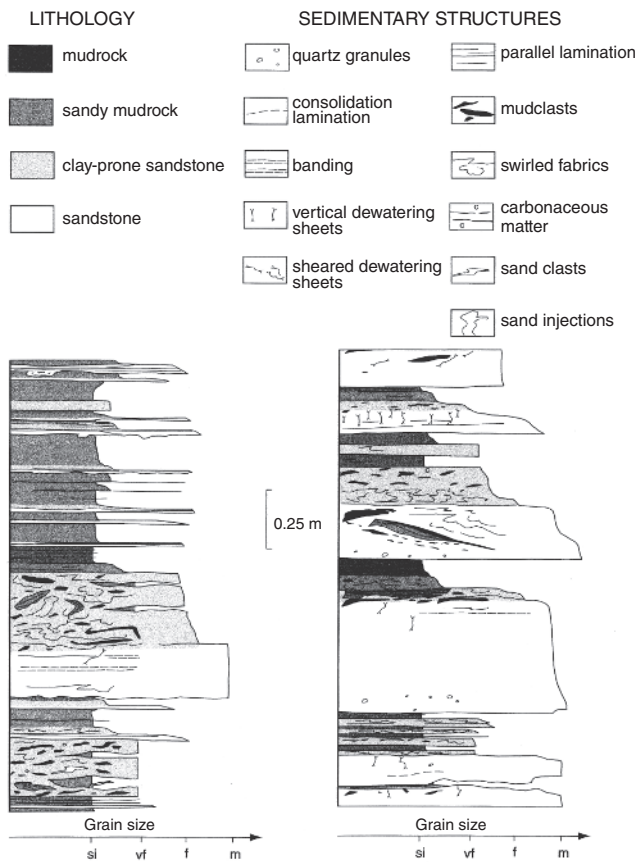 LITHOLOGY
mudrock
sandy mudrock
clay-prone sandstone
sandstone
SEDIMENTARY STRUCTURES
quartz granules
consolidation
lamination
banding
vertical dewatering
sheets
sheared dewatering
sheets
parallel lamination
mudclasts
swirled fabrics
carbonaceous
matter
sand clasts
sand injections
0.25 m
Grain size
si vf f m
Grain size
si vf f m